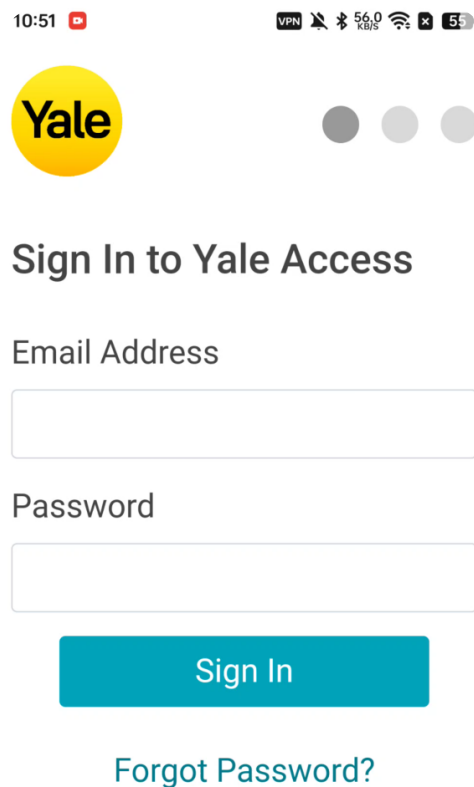 10:51 VPN 56.0 KB/S 55
Yale
Sign In to Yale Access
Email Address
Password
Sign In
Forgot Password?